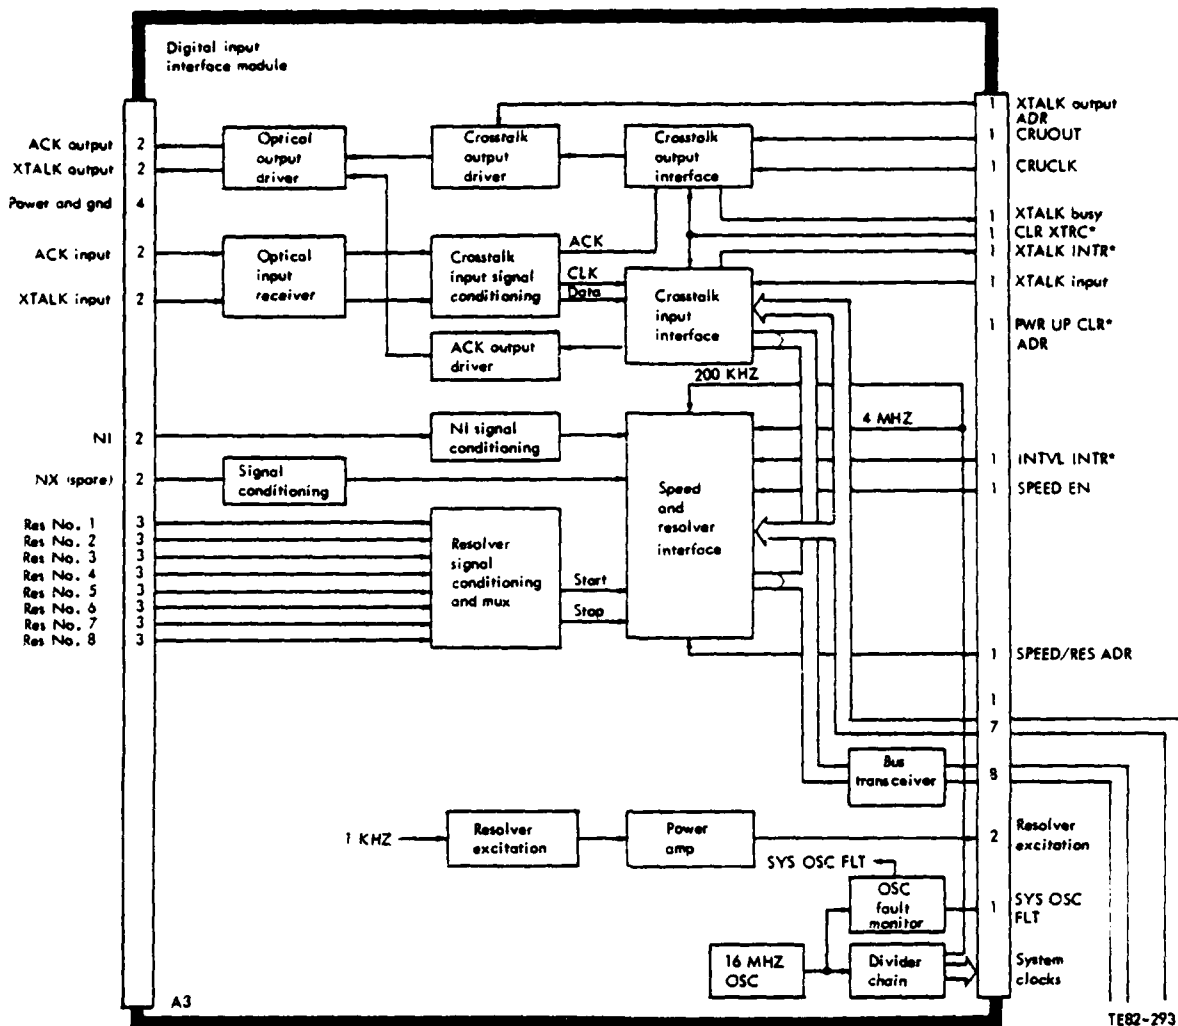 Digital input
interface module
ACK output 2
XTALK output 2
Power and gnd 4
ACK input 2
XTALK input 2
NI 2
NX (spare) 2
Res No. 1 3
Res No. 2 3
Res No. 3 3
Res No. 4 3
Res No. 5 3
Res No. 6 3
Res No. 7 3
Res No. 8 3
Optical
output
driver
Crosstalk
output
driver
Crosstalk
output
interface
Optical
input
receiver
Crosstalk
input signal
conditioning
ACK
CLK
Data
Crosstalk
input
interface
ACK output
driver
200 KHZ
4 MHZ
NI signal
conditioning
Signal
conditioning
Speed
and
resolver
interface
Resolver
signal
conditioning
and mux
Start
Stop
1 XTALK output
ADR
1 CRUOUT
1 CRUCLK
1 XTALK busy
1 CLR XTRC*
1 XTALK INTR*
1 XTALK input
1 PWR UP CLR*
ADR
1 INTVL INTR*
1 SPEED EN
1 SPEED/RES ADR
1
7
Bus
transceiver
8
1 KHZ
Resolver
excitation
Power
amp
2 Resolver
excitation
SYS OSC FLT
OSC
fault
monitor
1 SYS OSC
FLT
16 MHZ
OSC
Divider
chain
System
clocks
A3
TE82-293